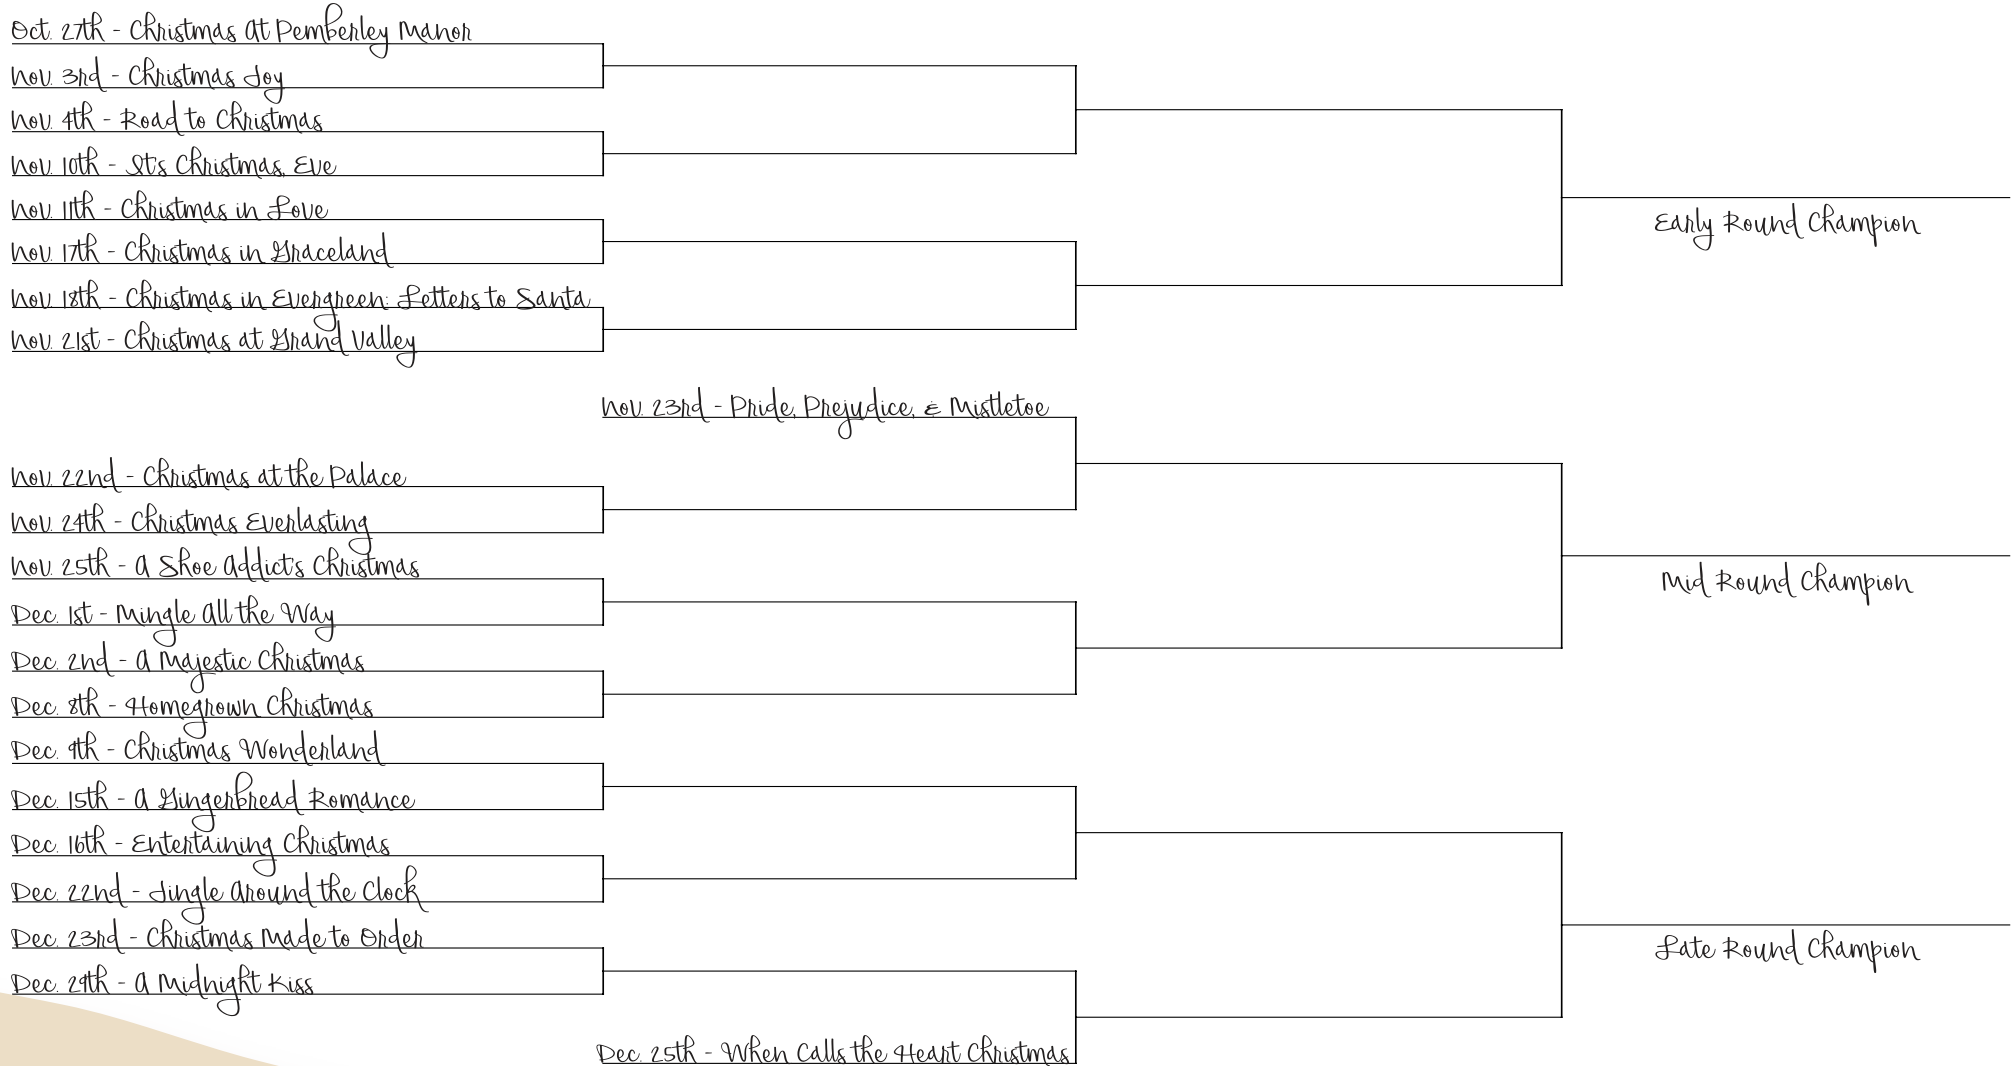 Oct. 27th - Christmas At Pemberley Manor
Nov. 3rd - Christmas Joy
Nov. 4th - Road to Christmas
Nov. 10th - It's Christmas, Eve
Nov. 11th - Christmas in Love
Nov. 17th - Christmas in Graceland
Nov. 18th - Christmas in Evergreen: Letters to Santa
Nov. 21st - Christmas at Grand Valley
Nov. 23rd - Pride, Prejudice, & Mistletoe
Nov. 22nd - Christmas at the Palace
Nov. 24th - Christmas Everlasting
Nov. 25th - A Shoe Addict's Christmas
Dec. 1st - Mingle All the Way
Dec. 2nd - A Majestic Christmas
Dec. 8th - Homegrown Christmas
Dec. 9th - Christmas Wonderland
Dec. 15th - A Gingerbread Romance
Dec. 16th - Entertaining Christmas
Dec. 22nd - Jingle Around the Clock
Dec. 23rd - Christmas Made to Order
Dec. 29th - A Midnight Kiss
Dec. 25th - When Calls the Heart Christmas
Early Round Champion
Mid Round Champion
Late Round Champion